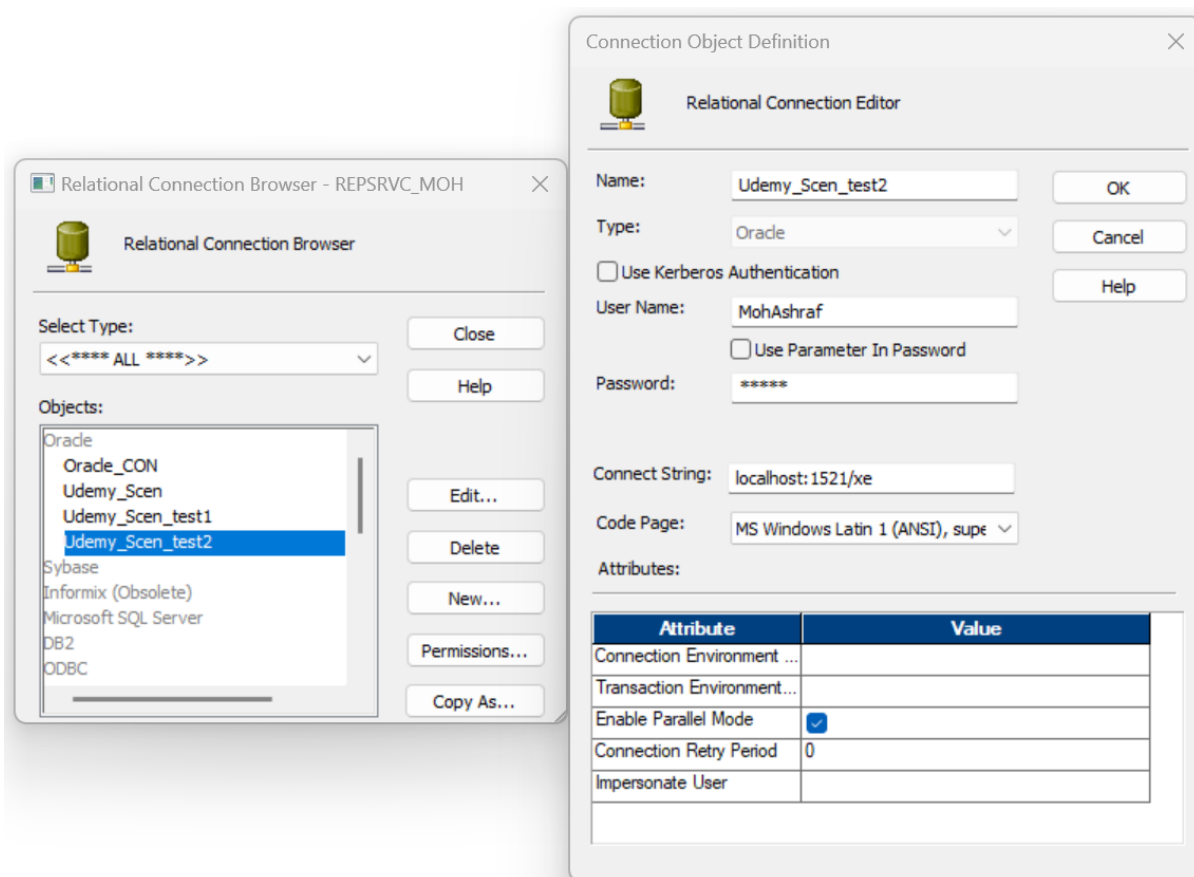 Relational Connection Browser - REPSRVC_MOH
Relational Connection Browser
Select Type:
<<**** ALL ****>>
Close
Help
Objects:
Oracle
Oracle_CON
Udemy_Scen
Udemy_Scen_test1
Udemy_Scen_test2
Sybase
Informix (Obsolete)
Microsoft SQL Server
DB2
ODBC
Edit...
Delete
New...
Permissions...
Copy As...
Connection Object Definition
Relational Connection Editor
Name: Udemy_Scen_test2
OK
Type: Oracle
Cancel
Use Kerberos Authentication
Help
User Name: MohAshraf
Use Parameter In Password
Password: *****
Connect String: localhost:1521/xe
Code Page: MS Windows Latin 1 (ANSI), supe
Attributes:
Attribute Value
Connection Environment ...
Transaction Environment...
Enable Parallel Mode
Connection Retry Period 0
Impersonate User